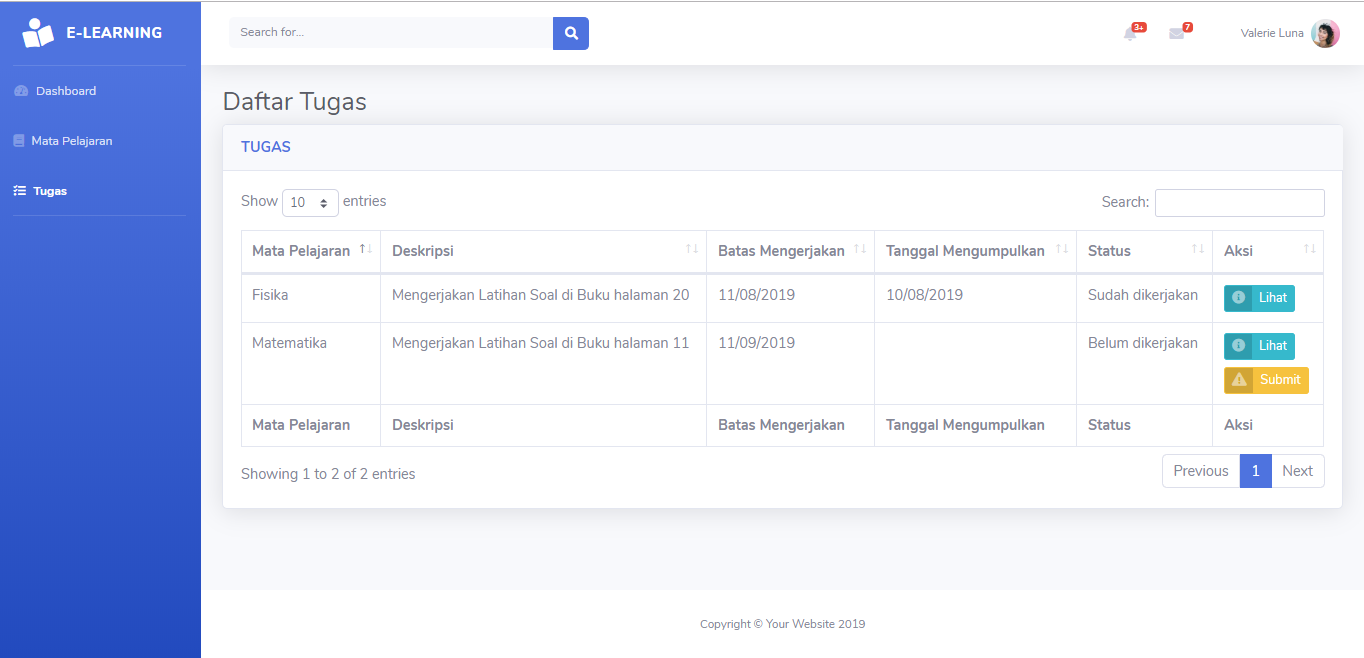 E-LEARNING
Search for...
3+
7
Valerie Luna
Dashboard
Mata Pelajaran
Tugas
Daftar Tugas
TUGAS
Show 10 entries
Search:
Mata Pelajaran Deskripsi Batas Mengerjakan Tanggal Mengumpulkan Status Aksi
Fisika Mengerjakan Latihan Soal di Buku halaman 20 11/08/2019 10/08/2019 Sudah dikerjakan Lihat
Matematika Mengerjakan Latihan Soal di Buku halaman 11 11/09/2019 Belum dikerjakan Lihat
Submit
Mata Pelajaran Deskripsi Batas Mengerjakan Tanggal Mengumpulkan Status Aksi
Showing 1 to 2 of 2 entries
Previous 1 Next
Copyright © Your Website 2019